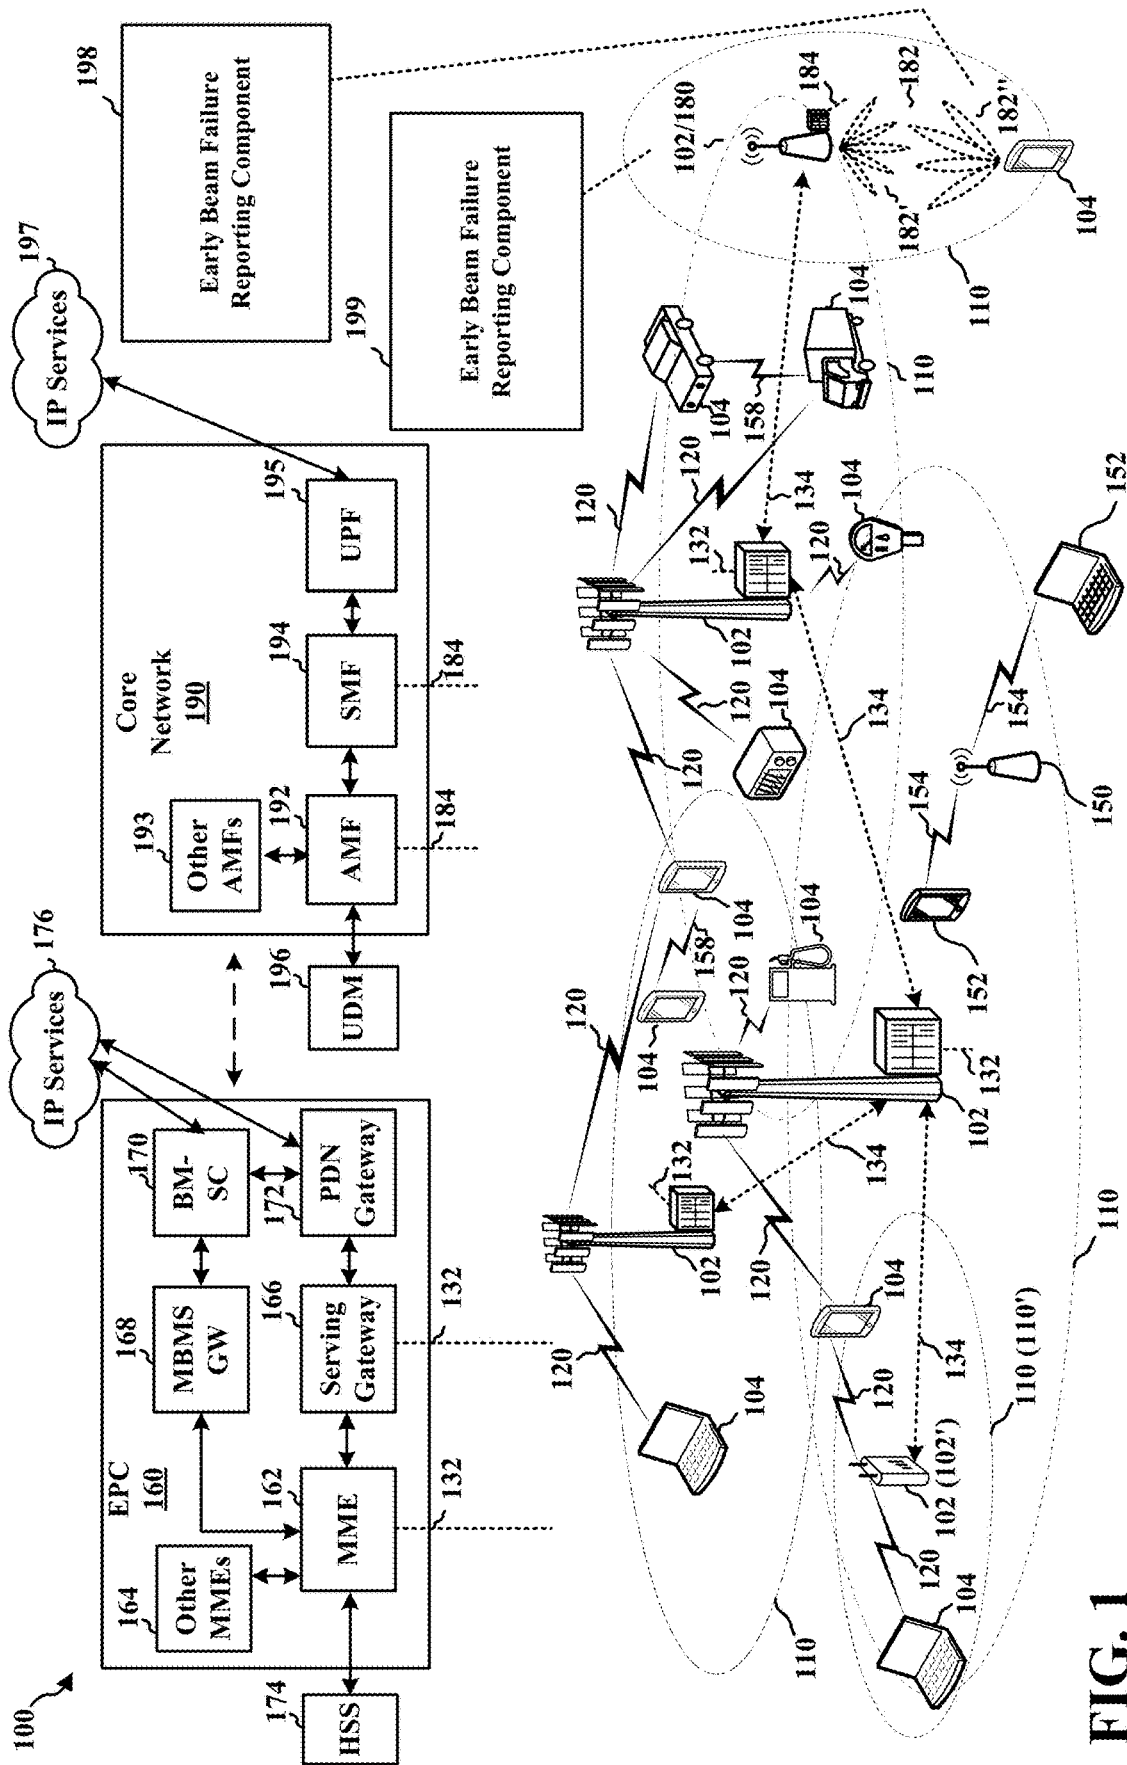 100
EPC
160
164
Other
MMEs
162
MME
132
174
HSS
168
MBMS
GW
166
Serving
Gateway
132
170
BM-
SC
172
PDN
Gateway
176
IP Services
Core
Network
190
193
Other
AMFs
192
AMF
184
196
UDM
194
SMF
184
195
UPF
197
IP Services
198
Early Beam Failure
Reporting Component
199
Early Beam Failure
Reporting Component
120
104
110
102
132
120
104
158
104
120
120
104
120
102
132
120
104
158
104
110
134
102/180
184
182
182'
182"
104
110
120
104
134
134
102
132
120
104
120
104
120
102 (102')
120
104
134
110 (110')
110
152
154
150
154
152
FIG. 1